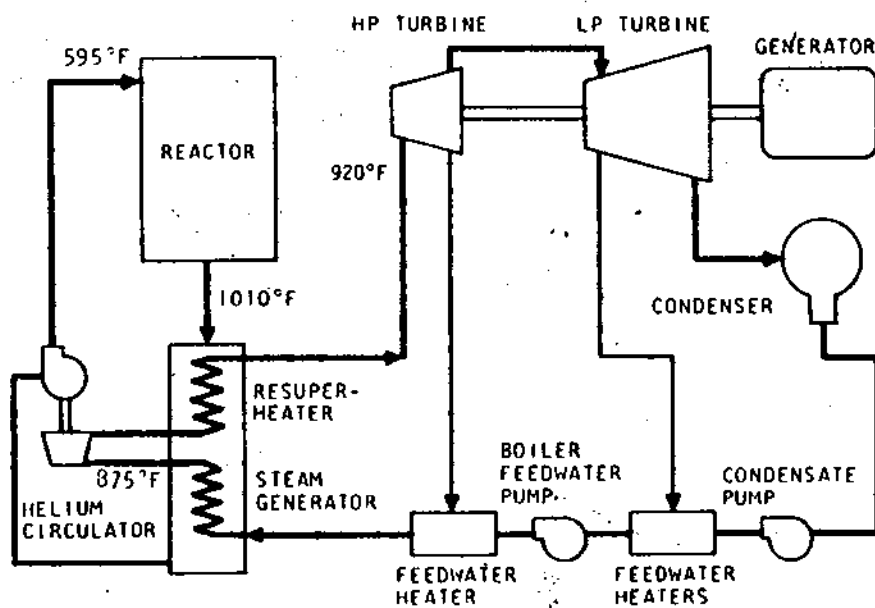 HP TURBINE
LP TURBINE
595°F
GENERATOR
REACTOR
920°F
1010°F
CONDENSER
RESUPER-
HEATER
875°F
STEAM
GENERATOR
HELIUM
CIRCULATOR
BOILER
FEEDWATER
PUMP
CONDENSATE
PUMP
FEEDWATER
HEATER
FEEDWATER
HEATERS